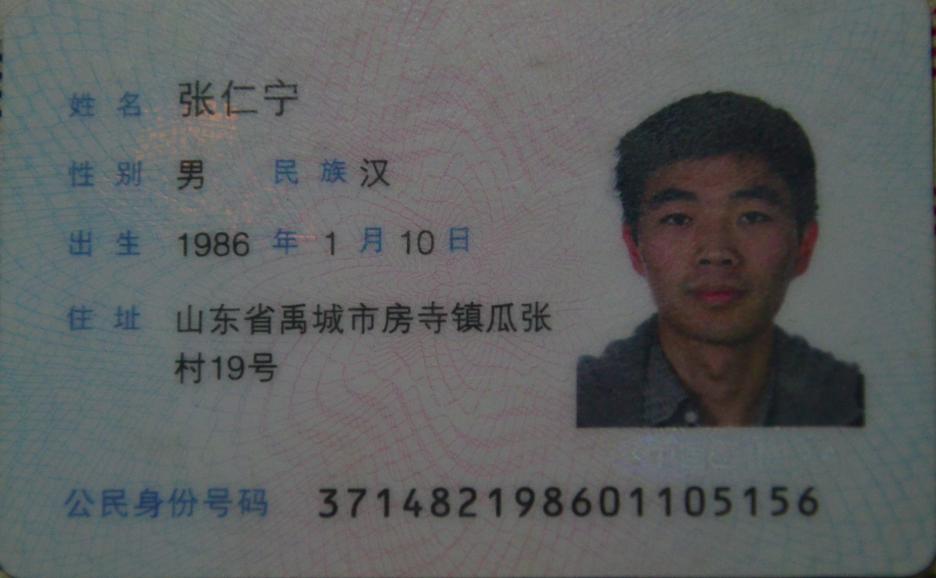 姓名 张仁宁
性别 男 民族 汉
出生 1986 年 1 月 10 日
住址 山东省禹城市房寺镇瓜张
村19号
公民身份号码 371482198601105156